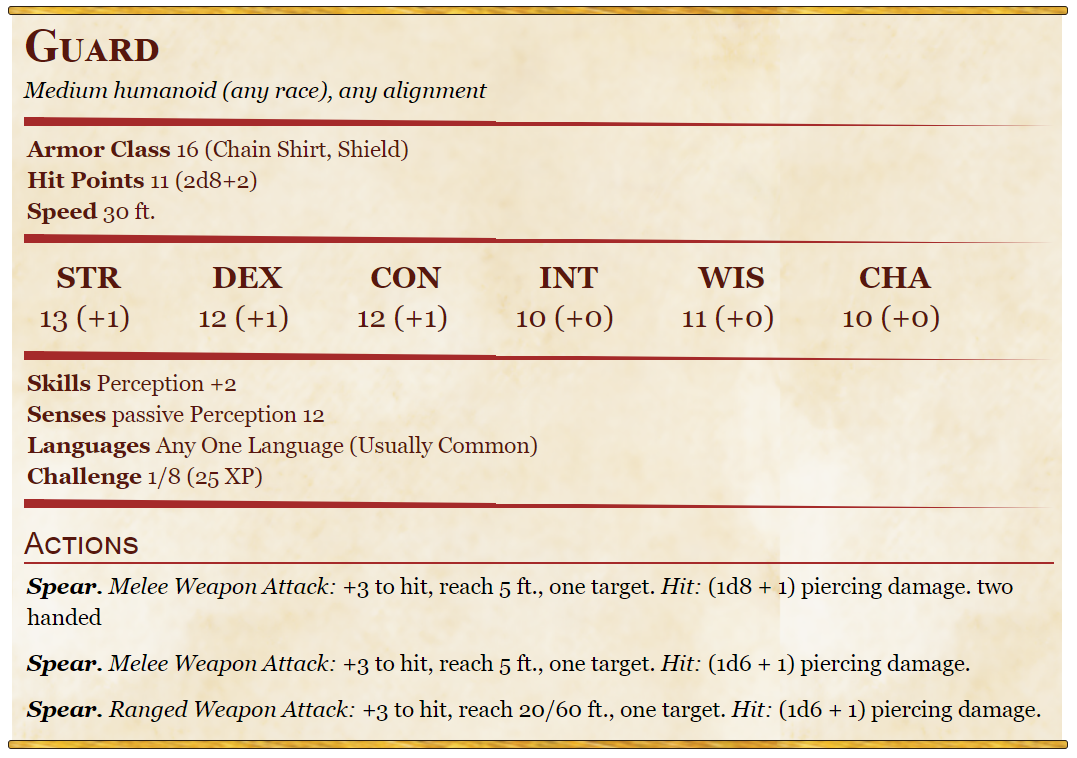 Guard
Medium humanoid (any race), any alignment
Armor Class 16 (Chain Shirt, Shield)
Hit Points 11 (2d8+2)
Speed 30 ft.
STR DEX CON INT WIS CHA
13 (+1) 12 (+1) 12 (+1) 10 (+0) 11 (+0) 10 (+0)
Skills Perception +2
Senses passive Perception 12
Languages Any One Language (Usually Common)
Challenge 1/8 (25 XP)
Actions
Spear. Melee Weapon Attack: +3 to hit, reach 5 ft., one target. Hit: (1d8 + 1) piercing damage. two
handed
Spear. Melee Weapon Attack: +3 to hit, reach 5 ft., one target. Hit: (1d6 + 1) piercing damage.
Spear. Ranged Weapon Attack: +3 to hit, reach 20/60 ft., one target. Hit: (1d6 + 1) piercing damage.